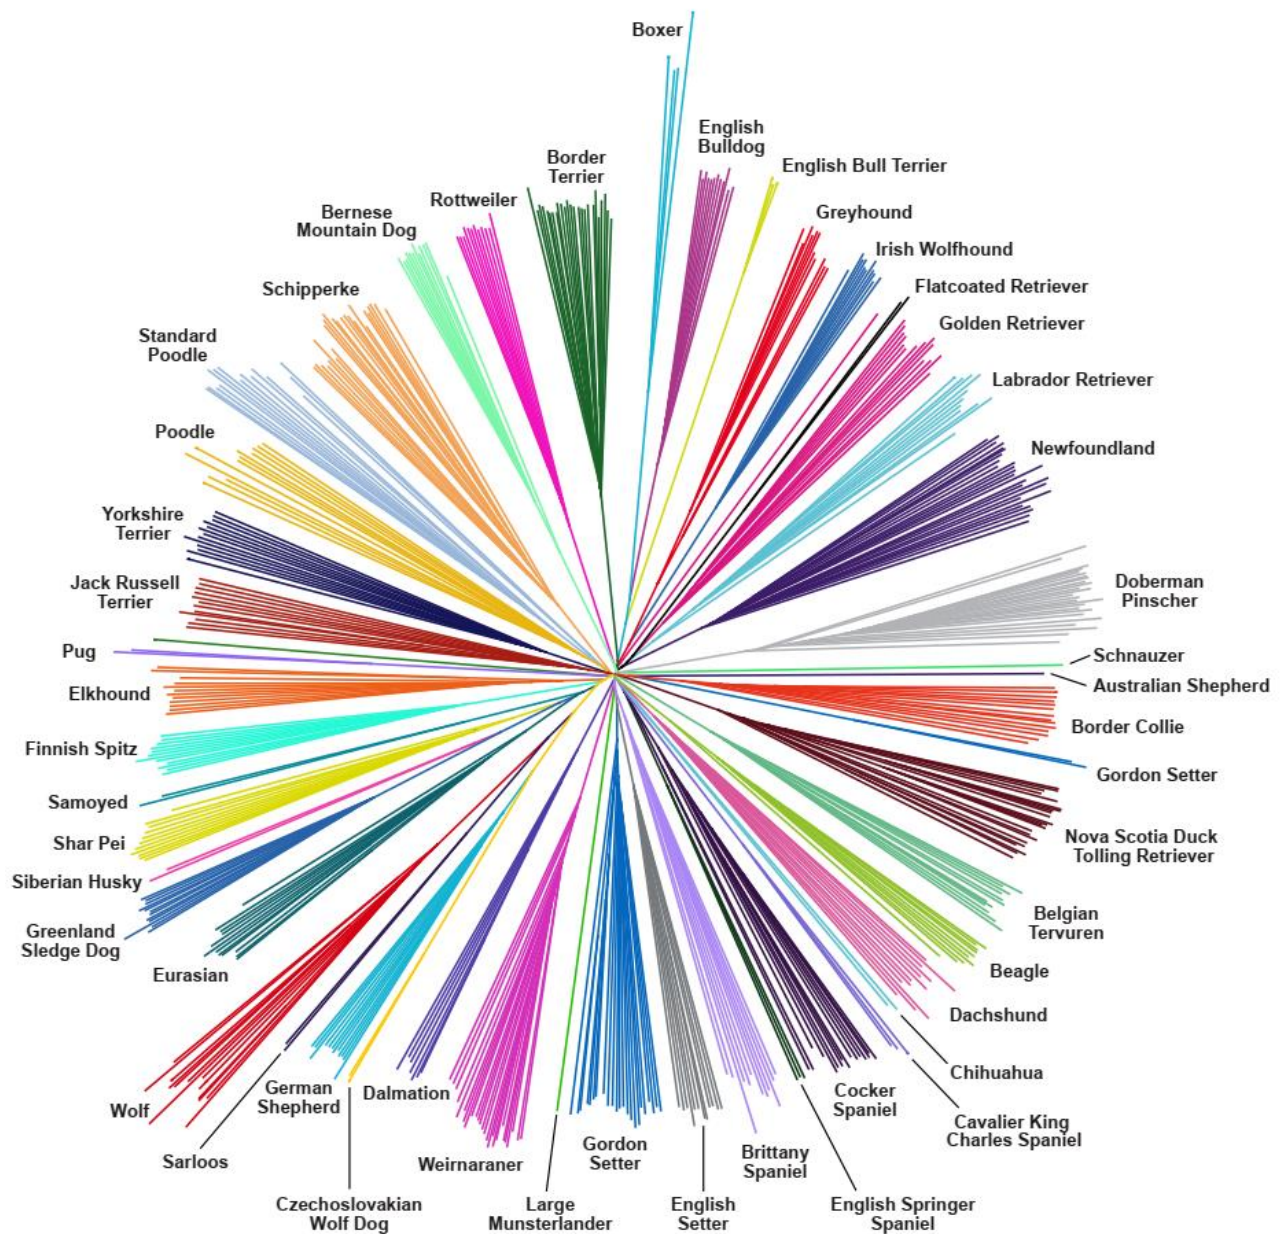 Boxer
English
Bulldog
English Bull Terrier
Greyhound
Irish Wolfhound
Flatcoated Retriever
Golden Retriever
Labrador Retriever
Newfoundland
Doberman
Pinscher
Schnauzer
Australian Shepherd
Border Collie
Gordon Setter
Nova Scotia Duck
Tolling Retriever
Belgian
Tervuren
Beagle
Dachshund
Chihuahua
Cavalier King
Charles Spaniel
Cocker
Spaniel
English Springer
Spaniel
Brittany
Spaniel
English
Setter
Gordon
Setter
Large
Munsterlander
Weirnaraner
Dalmation
Czechoslovakian
Wolf Dog
German
Shepherd
Sarloos
Wolf
Eurasian
Greenland
Sledge Dog
Siberian Husky
Shar Pei
Samoyed
Finnish Spitz
Elkhound
Pug
Jack Russell
Terrier
Yorkshire
Terrier
Poodle
Standard
Poodle
Schipperke
Bernese
Mountain Dog
Rottweiler
Border
Terrier